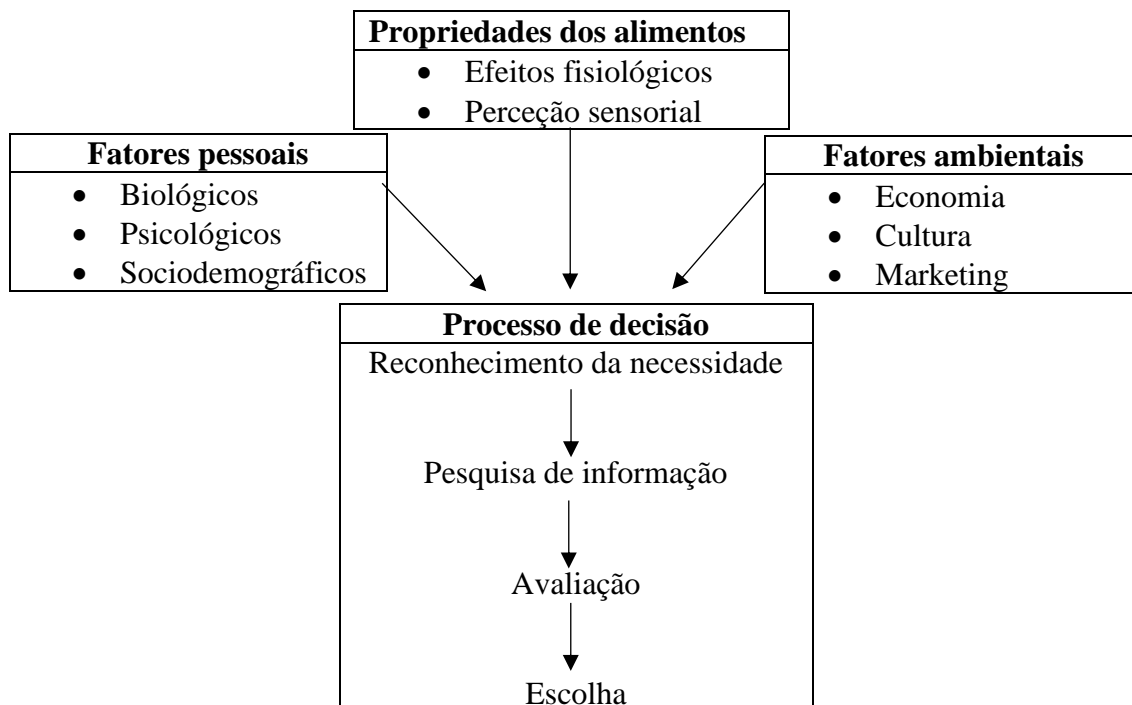 Propriedades dos alimentos
• Efeitos fisiológicos
• Perceção sensorial
Fatores pessoais
• Biológicos
• Psicológicos
• Sociodemográficos
Fatores ambientais
• Economia
• Cultura
• Marketing
Processo de decisão
Reconhecimento da necessidade
Pesquisa de informação
Avaliação
Escolha